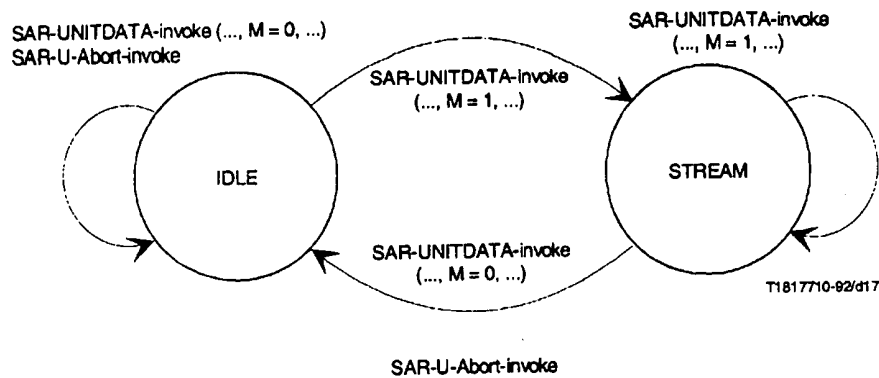 SAR-UNITDATA-invoke (..., M = 0, ...)
SAR-U-Abort-invoke
SAR-UNITDATA-invoke
(..., M = 1, ...)
SAR-UNITDATA-invoke
(..., M = 1, ...)
IDLE
STREAM
SAR-UNITDATA-invoke
(..., M = 0, ...)
T1817710-92/d17
SAR-U-Abort-invoke